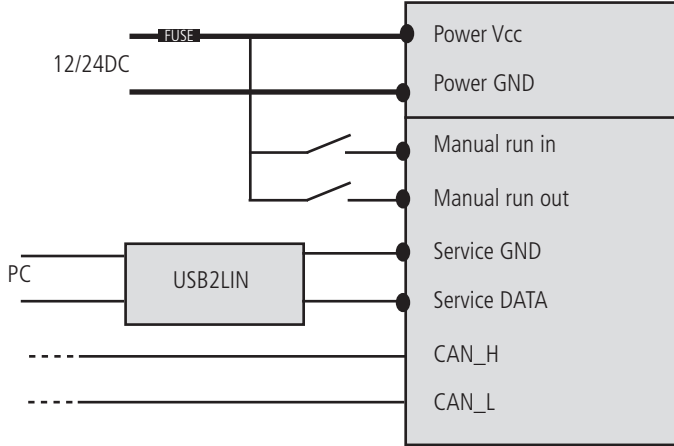 FUSE
12/24DC
Power Vcc
Power GND
Manual run in
Manual run out
PC
USB2LIN
Service GND
Service DATA
CAN_H
CAN_L